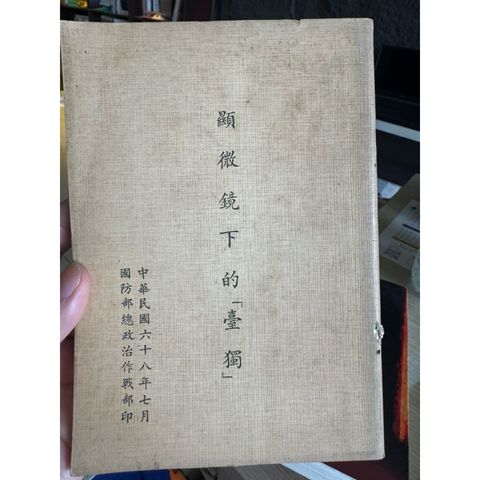 顯微鏡下的「臺獨」
中華民國六十八年七月
國防部總政治作戰部印